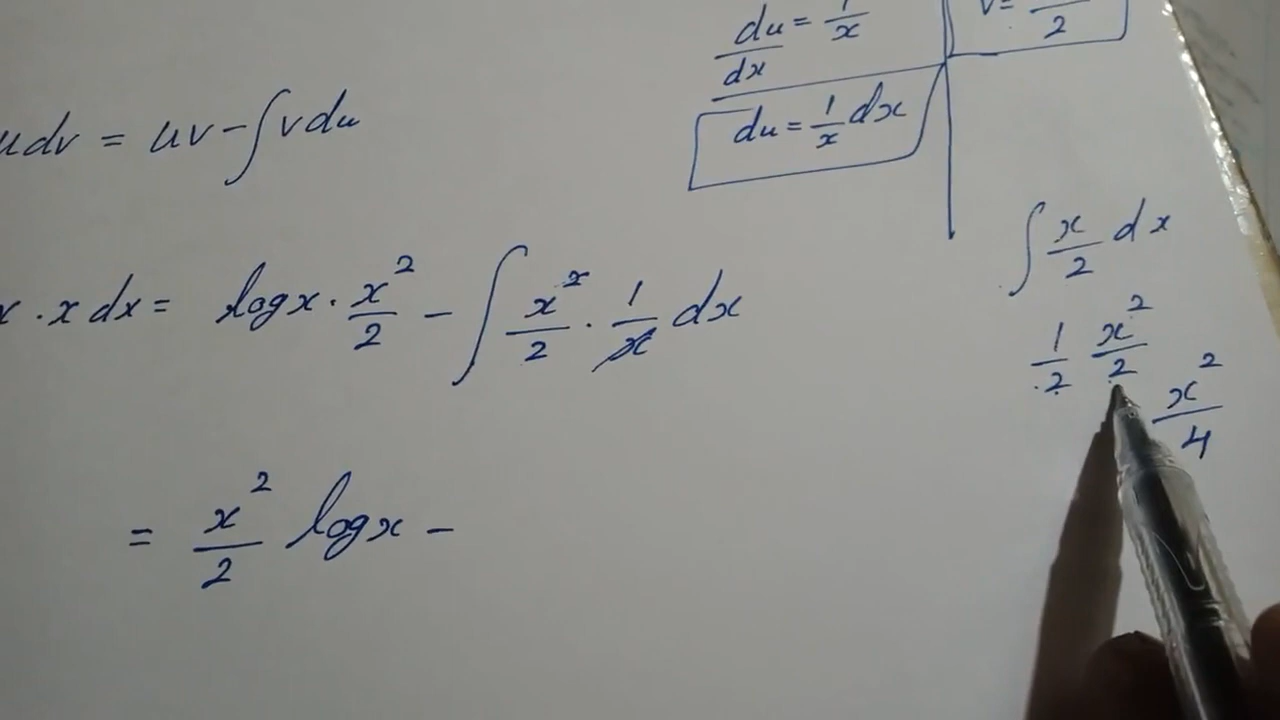 du/dx = 1/x
v = /2
du = 1/x dx
udv = uv - ∫vdu
x . x dx = log x . x²/2 - ∫ x²/2 . 1/x dx
= x²/2 log x -
∫ x/2 dx
1/2 x²/2
x²/4